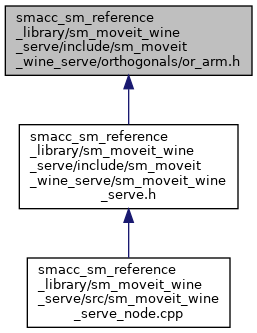 smacc_sm_reference
_library/sm_moveit_wine
_serve/include/sm_moveit
_wine_serve/orthogonals/or_arm.h
smacc_sm_reference
_library/sm_moveit_wine
_serve/include/sm_moveit
_wine_serve/sm_moveit_wine
_serve.h
smacc_sm_reference
_library/sm_moveit_wine
_serve/src/sm_moveit_wine
_serve_node.cpp